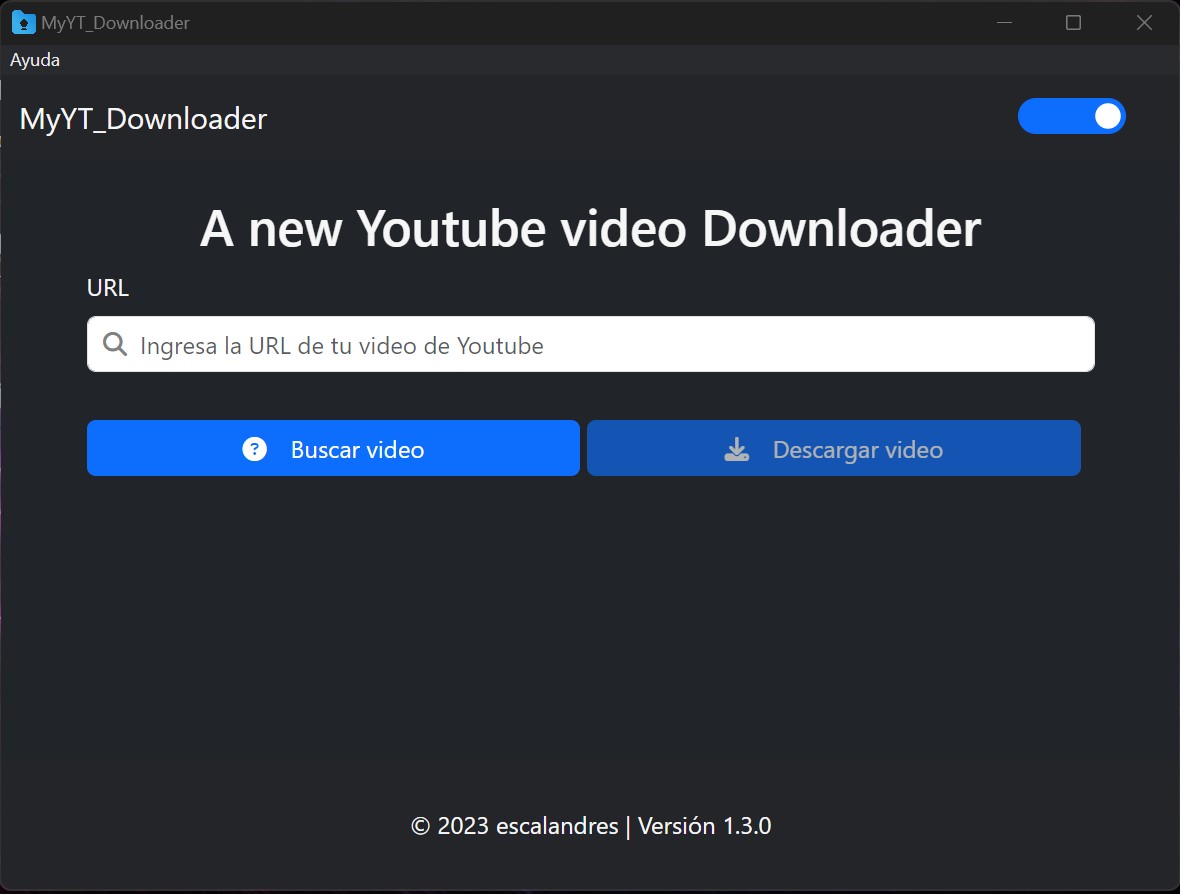 MyYT_Downloader
Ayuda
MyYT_Downloader
A new Youtube video Downloader
URL
Ingresa la URL de tu video de Youtube
? Buscar video
Descargar video
© 2023 escalandres | Versión 1.3.0